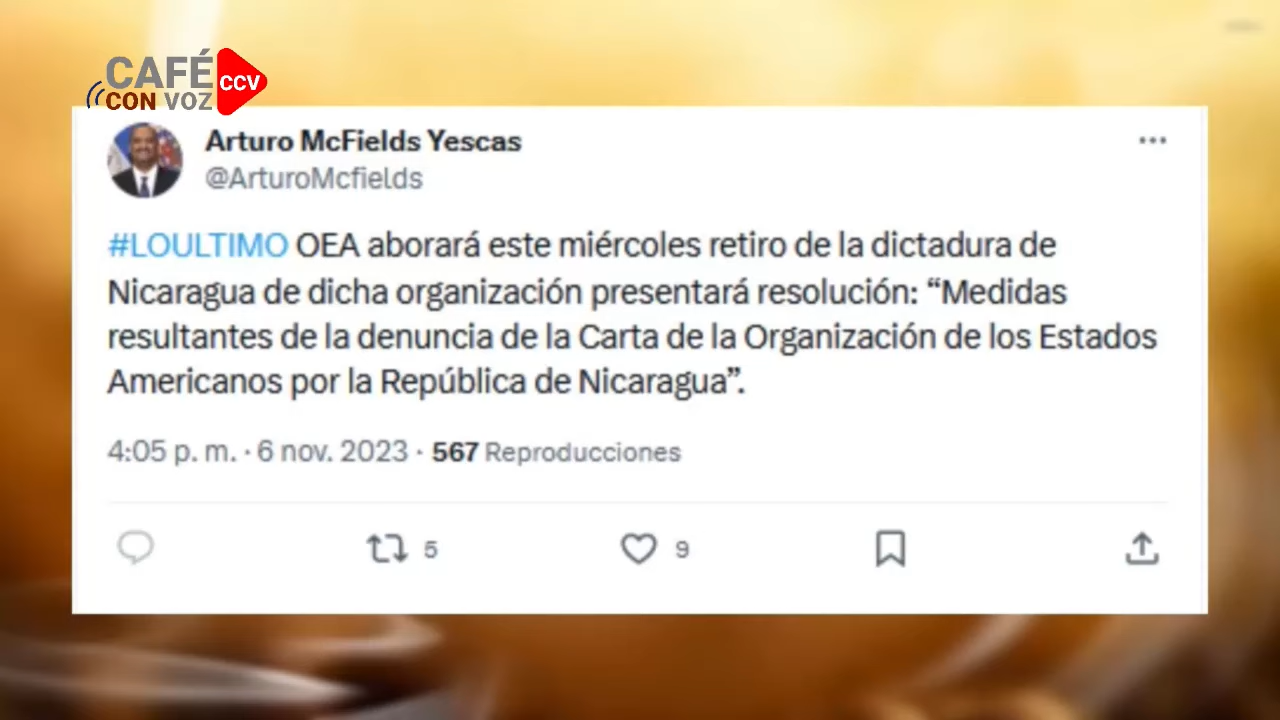 CAFÉ
CON VOZ
CCV
Arturo McFields Yescas
@ArturoMcfields
#LOULTIMO OEA aborará este miércoles retiro de la dictadura de
Nicaragua de dicha organización presentará resolución: “Medidas
resultantes de la denuncia de la Carta de la Organización de los Estados
Americanos por la República de Nicaragua”.
4:05 p. m. · 6 nov. 2023 · 567 Reproducciones
5
9